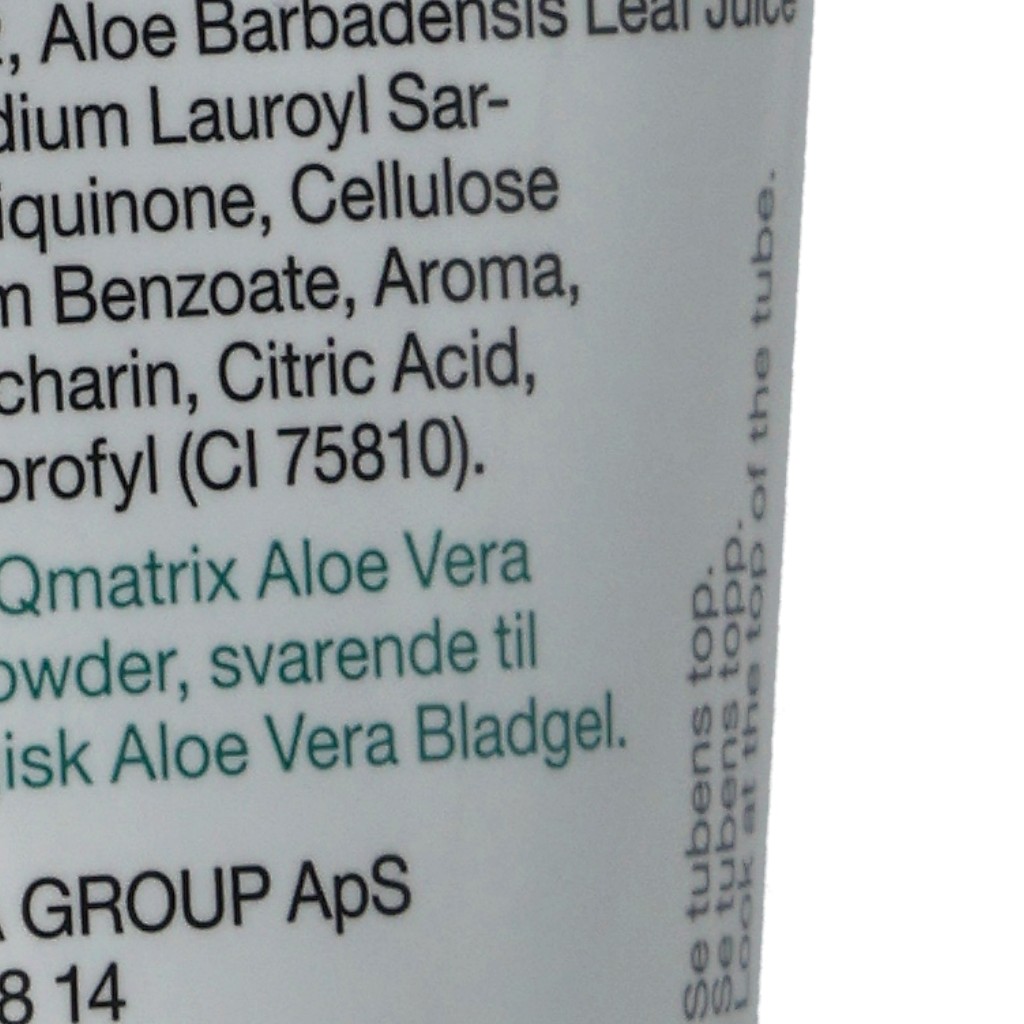 , Aloe Barbadensis Leaf Juice
dium Lauroyl Sar-
iquinone, Cellulose
m Benzoate, Aroma,
charin, Citric Acid,
orofyl (CI 75810).
Qmatrix Aloe Vera
owder, svarende til
isk Aloe Vera Bladgel.
GROUP ApS
8 14
Se tubens top.
Se tubens topp.
Look at the top of the tube.